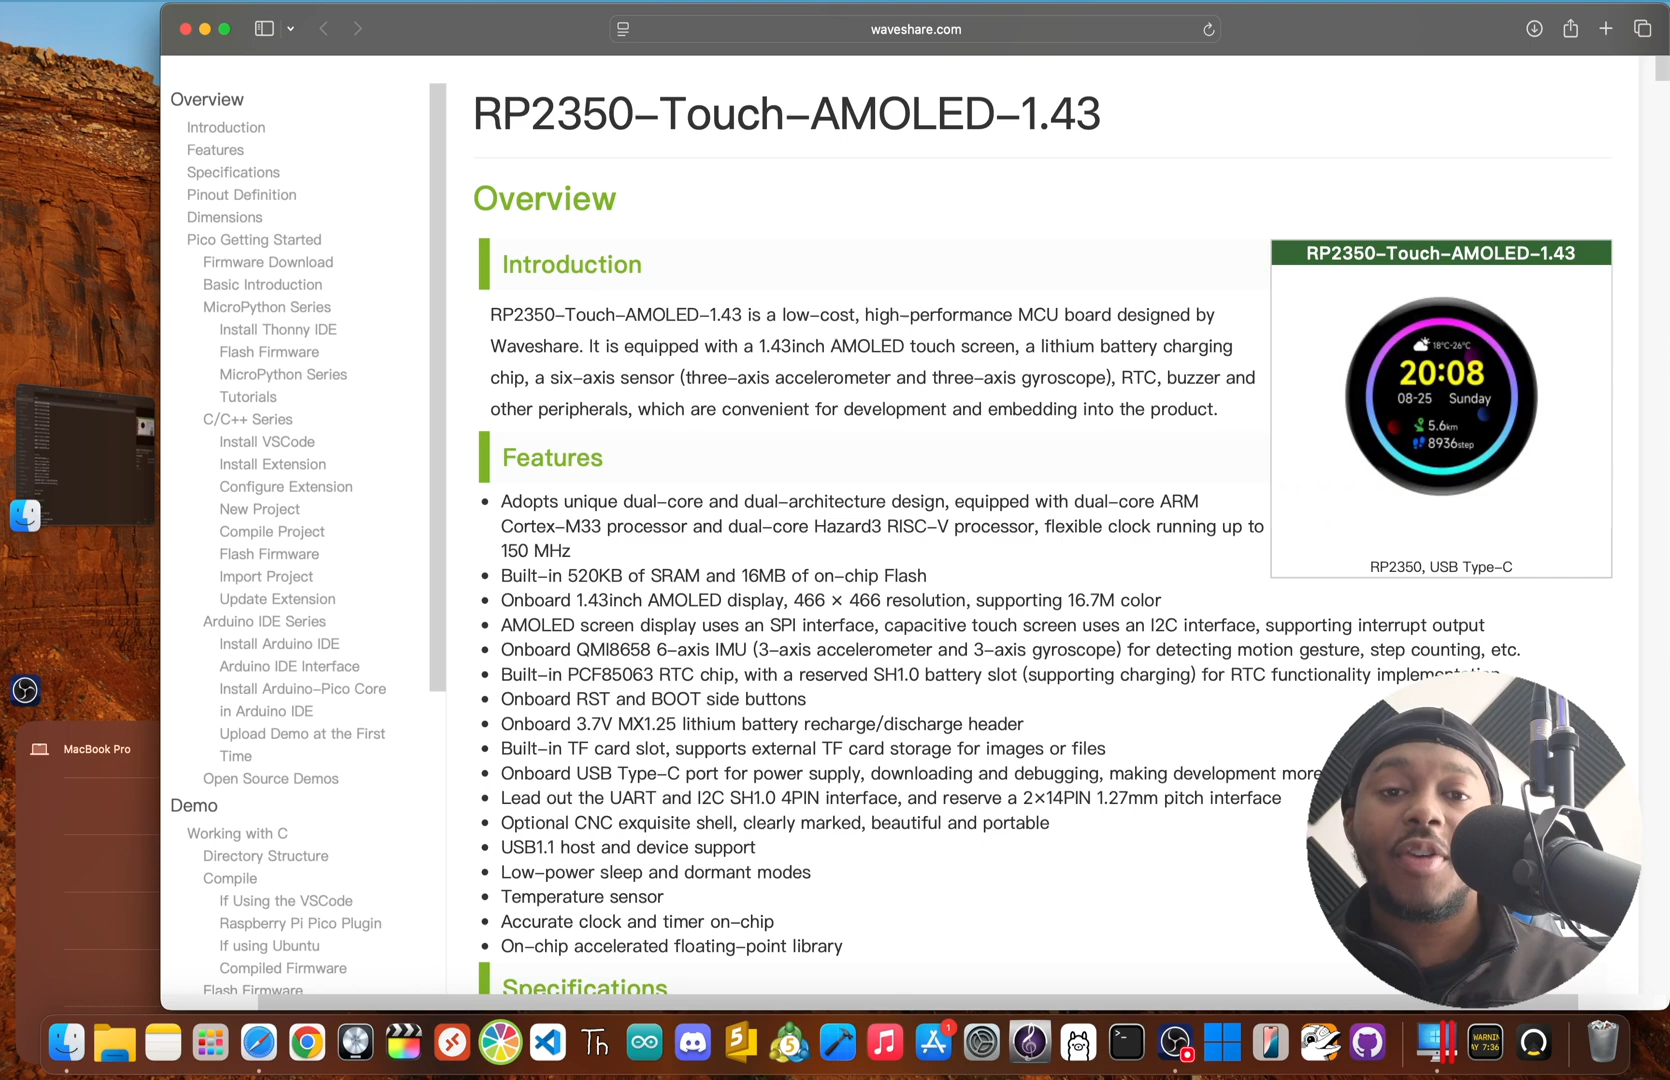 waveshare.com
Overview
Introduction
Features
Specifications
Pinout Definition
Dimensions
Pico Getting Started
Firmware Download
Basic Introduction
MicroPython Series
Install Thonny IDE
Flash Firmware
MicroPython Series
Tutorials
C/C++ Series
Install VSCode
Install Extension
Configure Extension
New Project
Compile Project
Flash Firmware
Import Project
Update Extension
Arduino IDE Series
Install Arduino IDE
Arduino IDE Interface
Install Arduino-Pico Core
in Arduino IDE
Upload Demo at the First
Time
Open Source Demos
Demo
Working with C
Directory Structure
Compile
If Using the VSCode
Raspberry Pi Pico Plugin
If using Ubuntu
Compiled Firmware
Flash Firmware
RP2350-Touch-AMOLED-1.43
Overview
Introduction
RP2350-Touch-AMOLED-1.43 is a low-cost, high-performance MCU board designed by
Waveshare. It is equipped with a 1.43inch AMOLED touch screen, a lithium battery charging
chip, a six-axis sensor (three-axis accelerometer and three-axis gyroscope), RTC, buzzer and
other peripherals, which are convenient for development and embedding into the product.
Features
• Adopts unique dual-core and dual-architecture design, equipped with dual-core ARM
Cortex-M33 processor and dual-core Hazard3 RISC-V processor, flexible clock running up to
150 MHz
• Built-in 520KB of SRAM and 16MB of on-chip Flash
• Onboard 1.43inch AMOLED display, 466 × 466 resolution, supporting 16.7M color
• AMOLED screen display uses an SPI interface, capacitive touch screen uses an I2C interface, supporting interrupt output
• Onboard QMI8658 6-axis IMU (3-axis accelerometer and 3-axis gyroscope) for detecting motion gesture, step counting, etc.
• Built-in PCF85063 RTC chip, with a reserved SH1.0 battery slot (supporting charging) for RTC functionality
• Onboard RST and BOOT side buttons
• Onboard 3.7V MX1.25 lithium battery recharge/discharge header
• Built-in TF card slot, supports external TF card storage for images or files
• Onboard USB Type-C port for power supply, downloading and debugging, making development more
• Lead out the UART and I2C SH1.0 4PIN interface, and reserve a 2×14PIN 1.27mm pitch interface
• Optional CNC exquisite shell, clearly marked, beautiful and portable
• USB1.1 host and device support
• Low-power sleep and dormant modes
• Temperature sensor
• Accurate clock and timer on-chip
• On-chip accelerated floating-point library
Specifications
RP2350-Touch-AMOLED-1.43
18°C-26°C
20:08
08-25 Sunday
5.6km
8936step
RP2350, USB Type-C
MacBook Pro
Th
5
5
1
WARNIN
AY 7:36